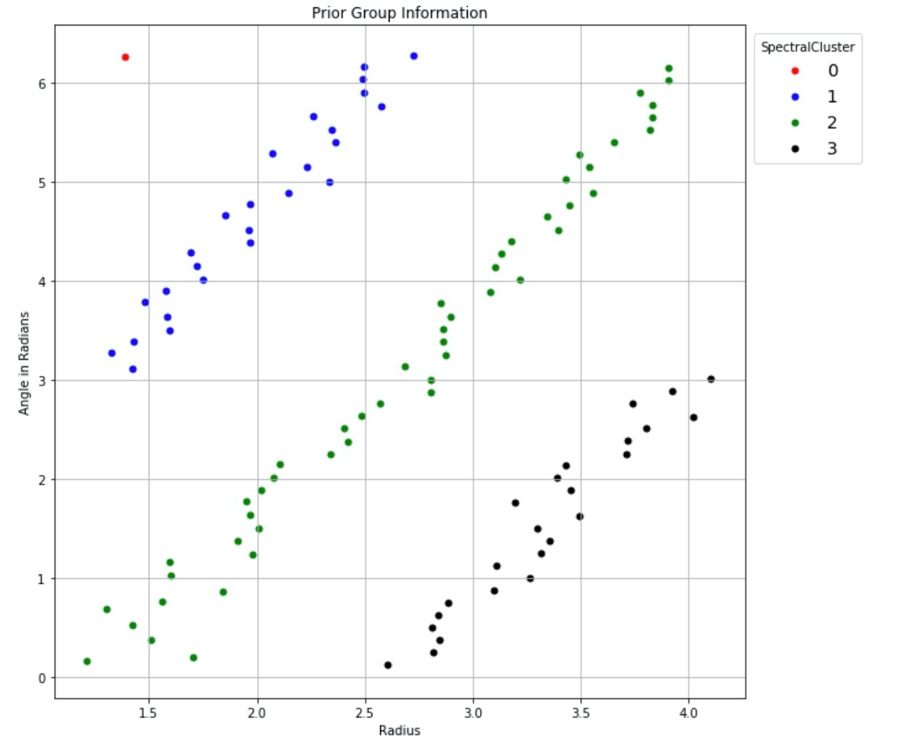 Prior Group Information
SpectralCluster
0
1
2
3
Angle in Radians
6
5
4
3
2
1
0
1.5 2.0 2.5 3.0 3.5 4.0
Radius